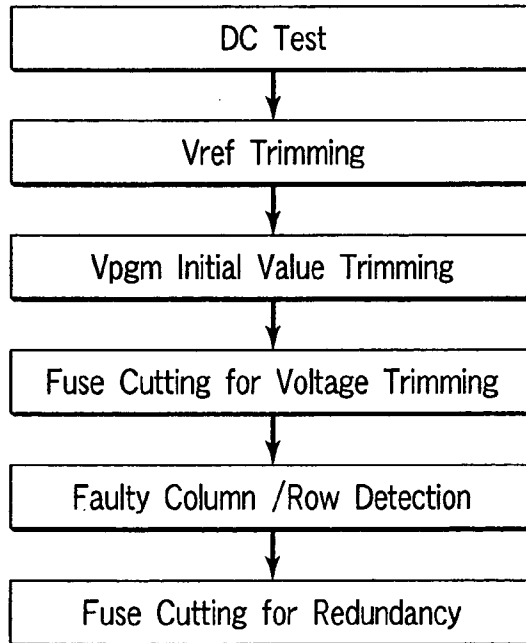 DC Test
Vref Trimming
Vpgm Initial Value Trimming
Fuse Cutting for Voltage Trimming
Faulty Column /Row Detection
Fuse Cutting for Redundancy